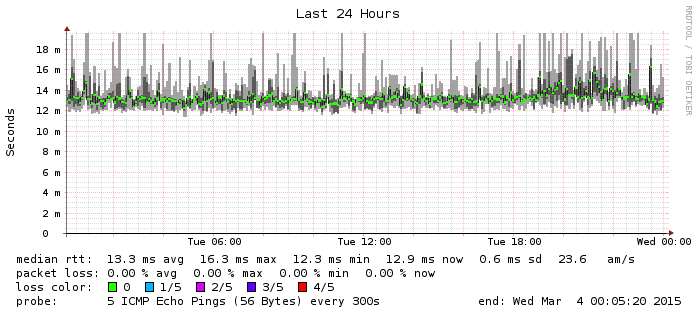 Last 24 Hours
RRDTOOL / TOBI OETIKER
Seconds
18 m
16 m
14 m
12 m
10 m
8 m
6 m
4 m
2 m
0
Tue 06:00 Tue 12:00 Tue 18:00 Wed 00:00
median rtt: 13.3 ms avg 16.3 ms max 12.3 ms min 12.9 ms now 0.6 ms sd 23.6 am/s
packet loss: 0.00 % avg 0.00 % max 0.00 % min 0.00 % now
loss color: 0 1/5 2/5 3/5 4/5
probe: 5 ICMP Echo Pings (56 Bytes) every 300s end: Wed Mar 4 00:05:20 2015